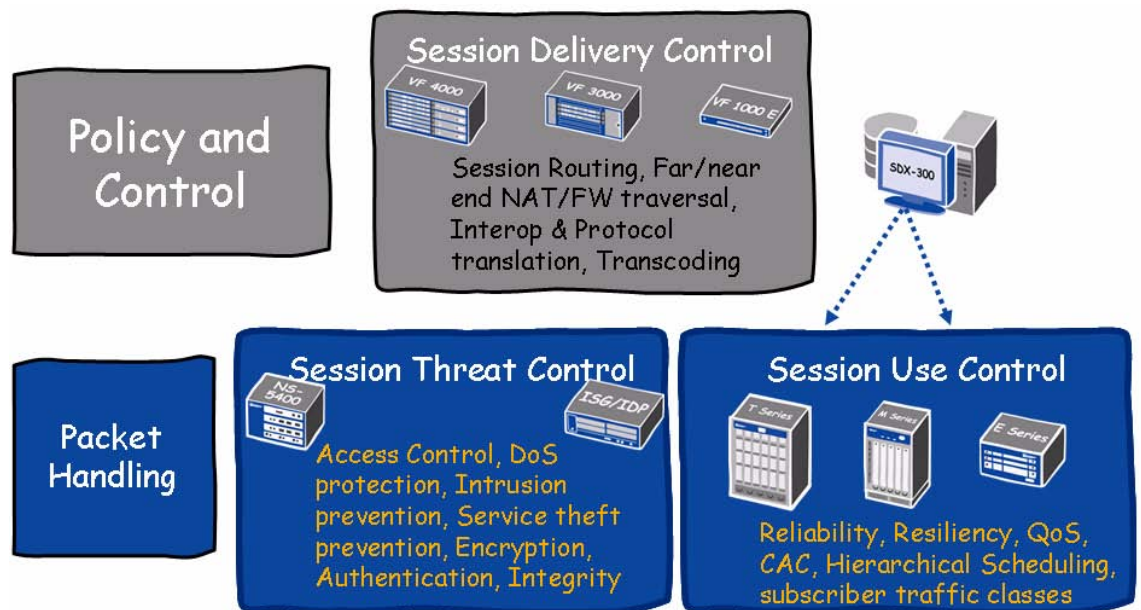 Policy and
Control
Session Delivery Control
VF 4000
VF 3000
VF 1000 E
Session Routing, Far/near
end NAT/FW traversal,
Interop & Protocol
translation, Transcoding
SDX-300
Packet
Handling
Session Threat Control
NS-
5400
ISG/IDP
Access Control, DoS
protection, Intrusion
prevention, Service theft
prevention, Encryption,
Authentication, Integrity
Session Use Control
T Series
M Series
E Series
Reliability, Resiliency, QoS,
CAC, Hierarchical Scheduling,
subscriber traffic classes